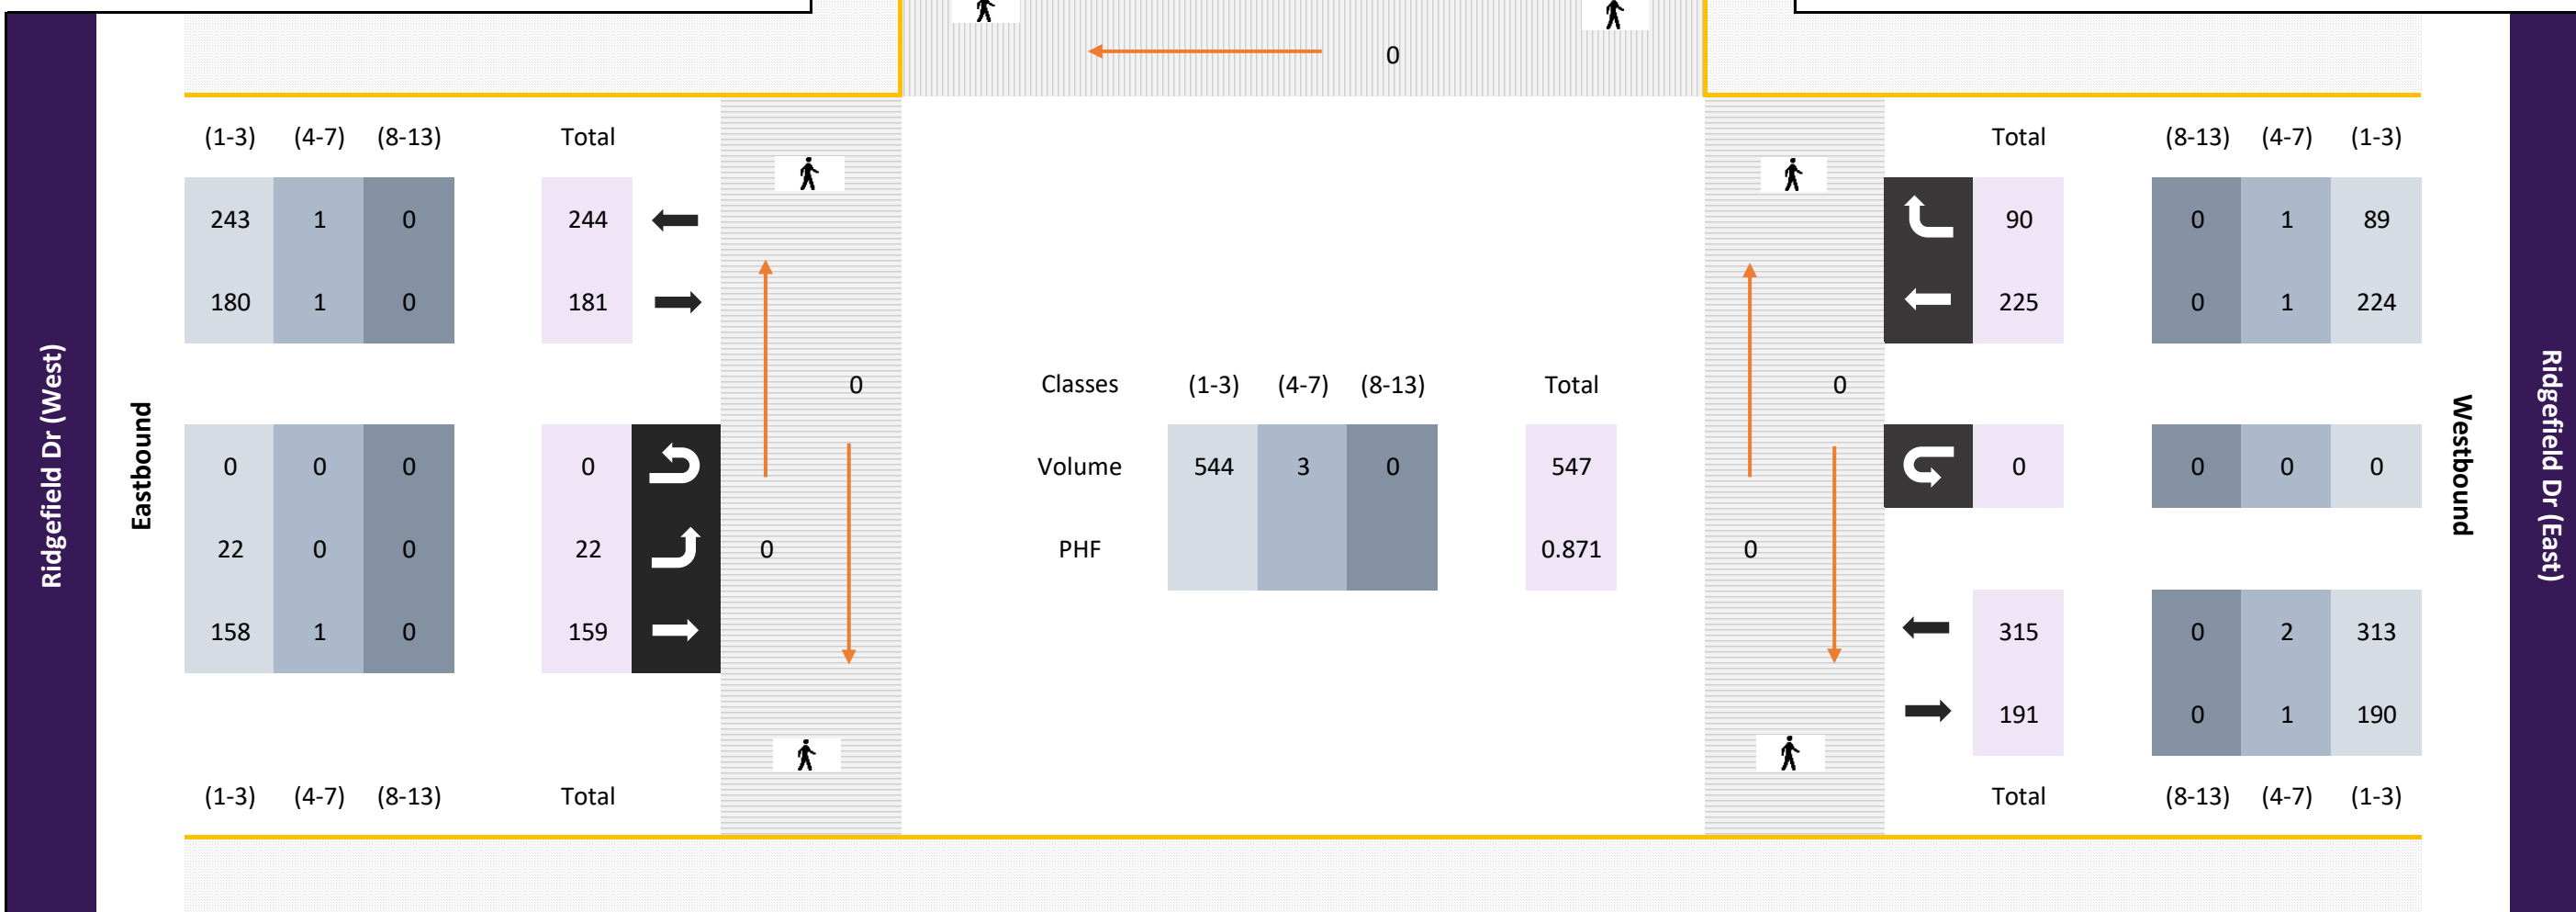 0
(1-3) (4-7) (8-13) Total Total (8-13) (4-7) (1-3)
243 1 0 244 90 0 1 89
180 1 0 181 225 0 1 224
0 Classes (1-3) (4-7) (8-13) Total 0
0 0 0 0 Volume 544 3 0 547 0 0 0 0
22 0 0 22 0 PHF 0.871 0
158 1 0 159 315 0 2 313
191 0 1 190
(1-3) (4-7) (8-13) Total Total (8-13) (4-7) (1-3)
Ridgefield Dr (West)
Eastbound
Westbound
Ridgefield Dr (East)